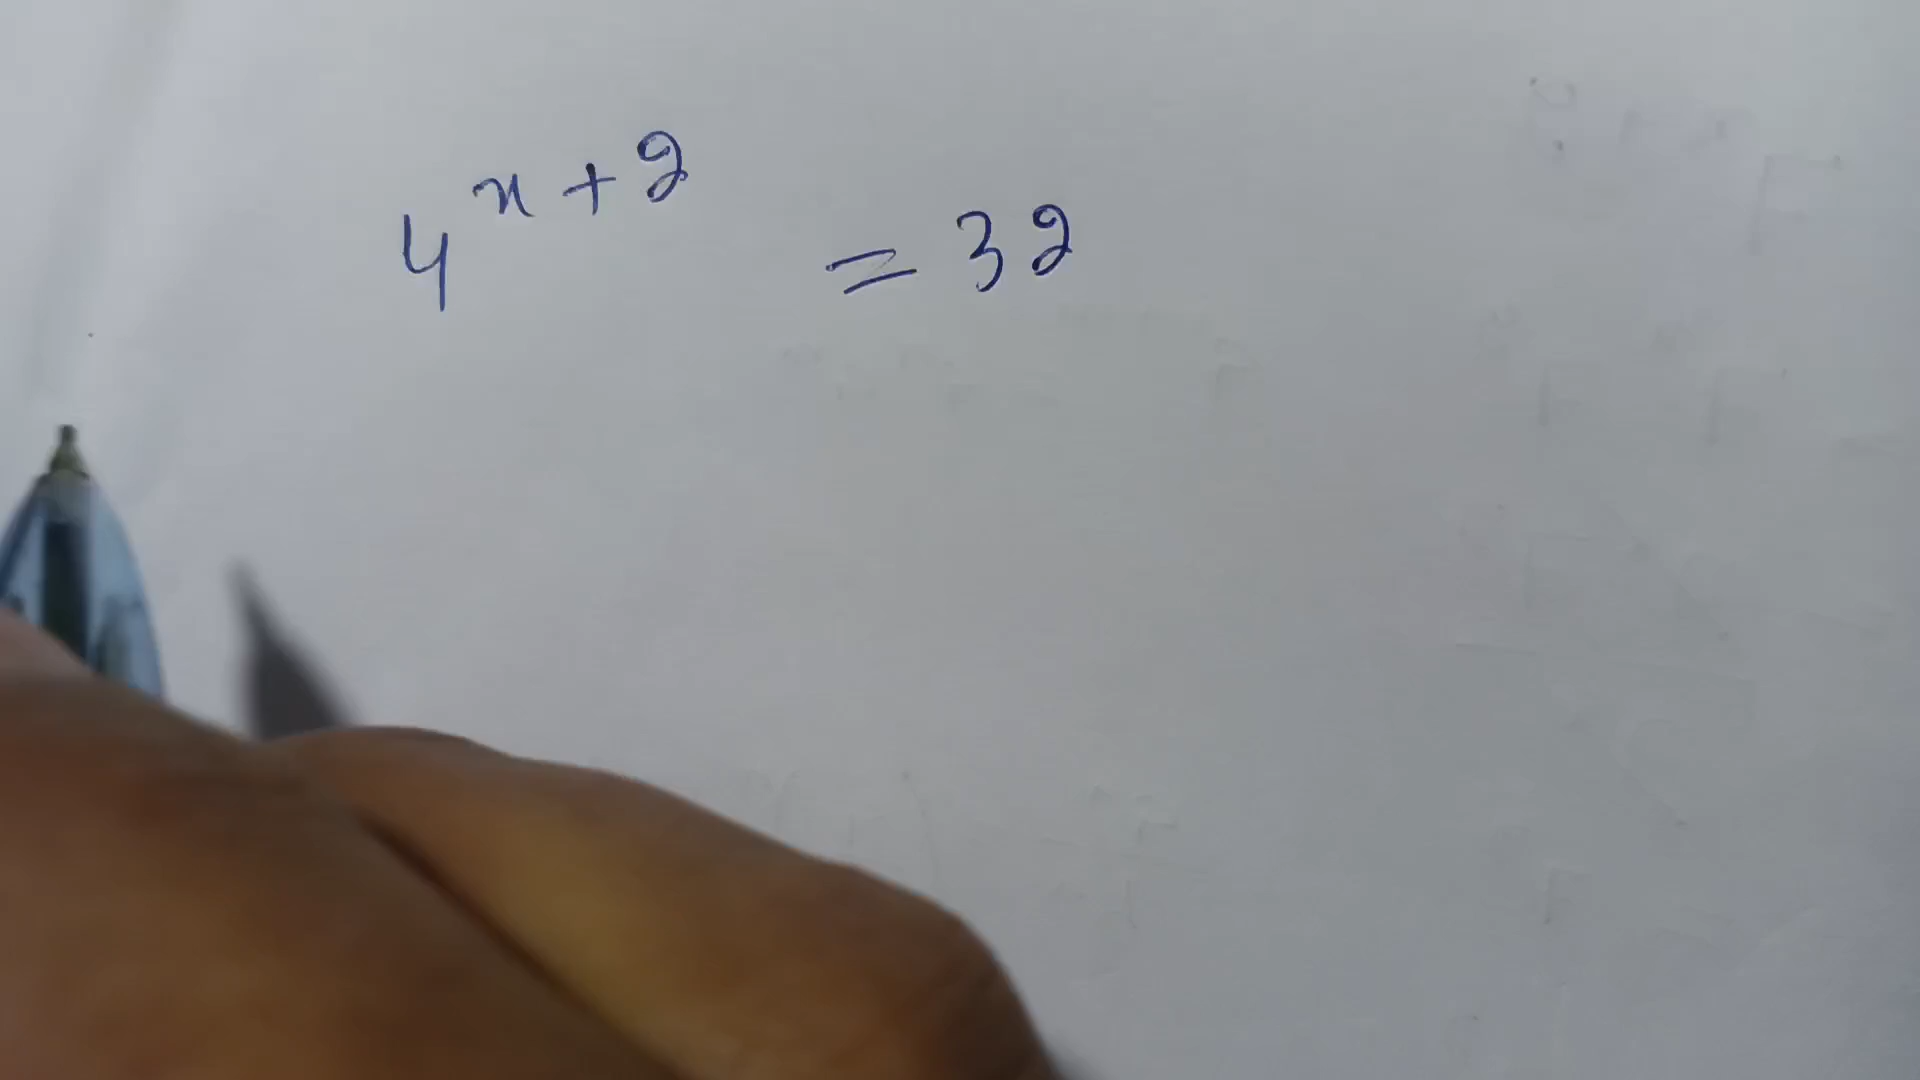 4^{x+2} = 32